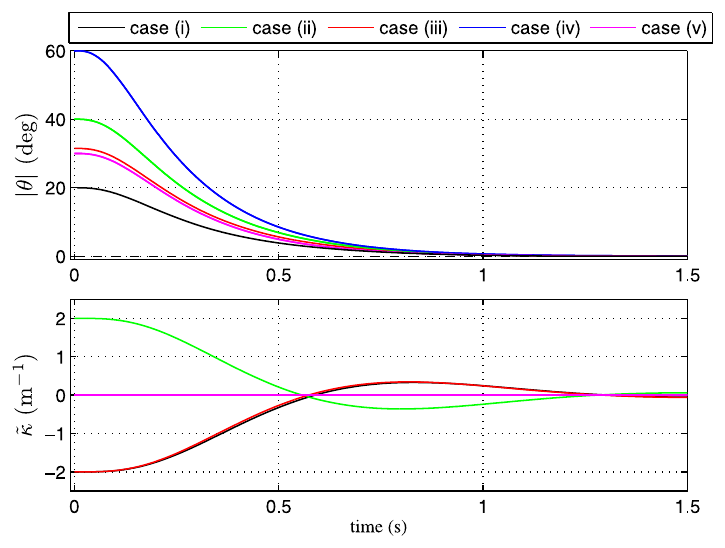 case (i) case (ii) case (iii) case (iv) case (v)
60
40
20
0
|θ| (deg)
0 0.5 1 1.5
2
1
0
−1
−2
κ̃ (m⁻¹)
0 0.5 1 1.5
time (s)